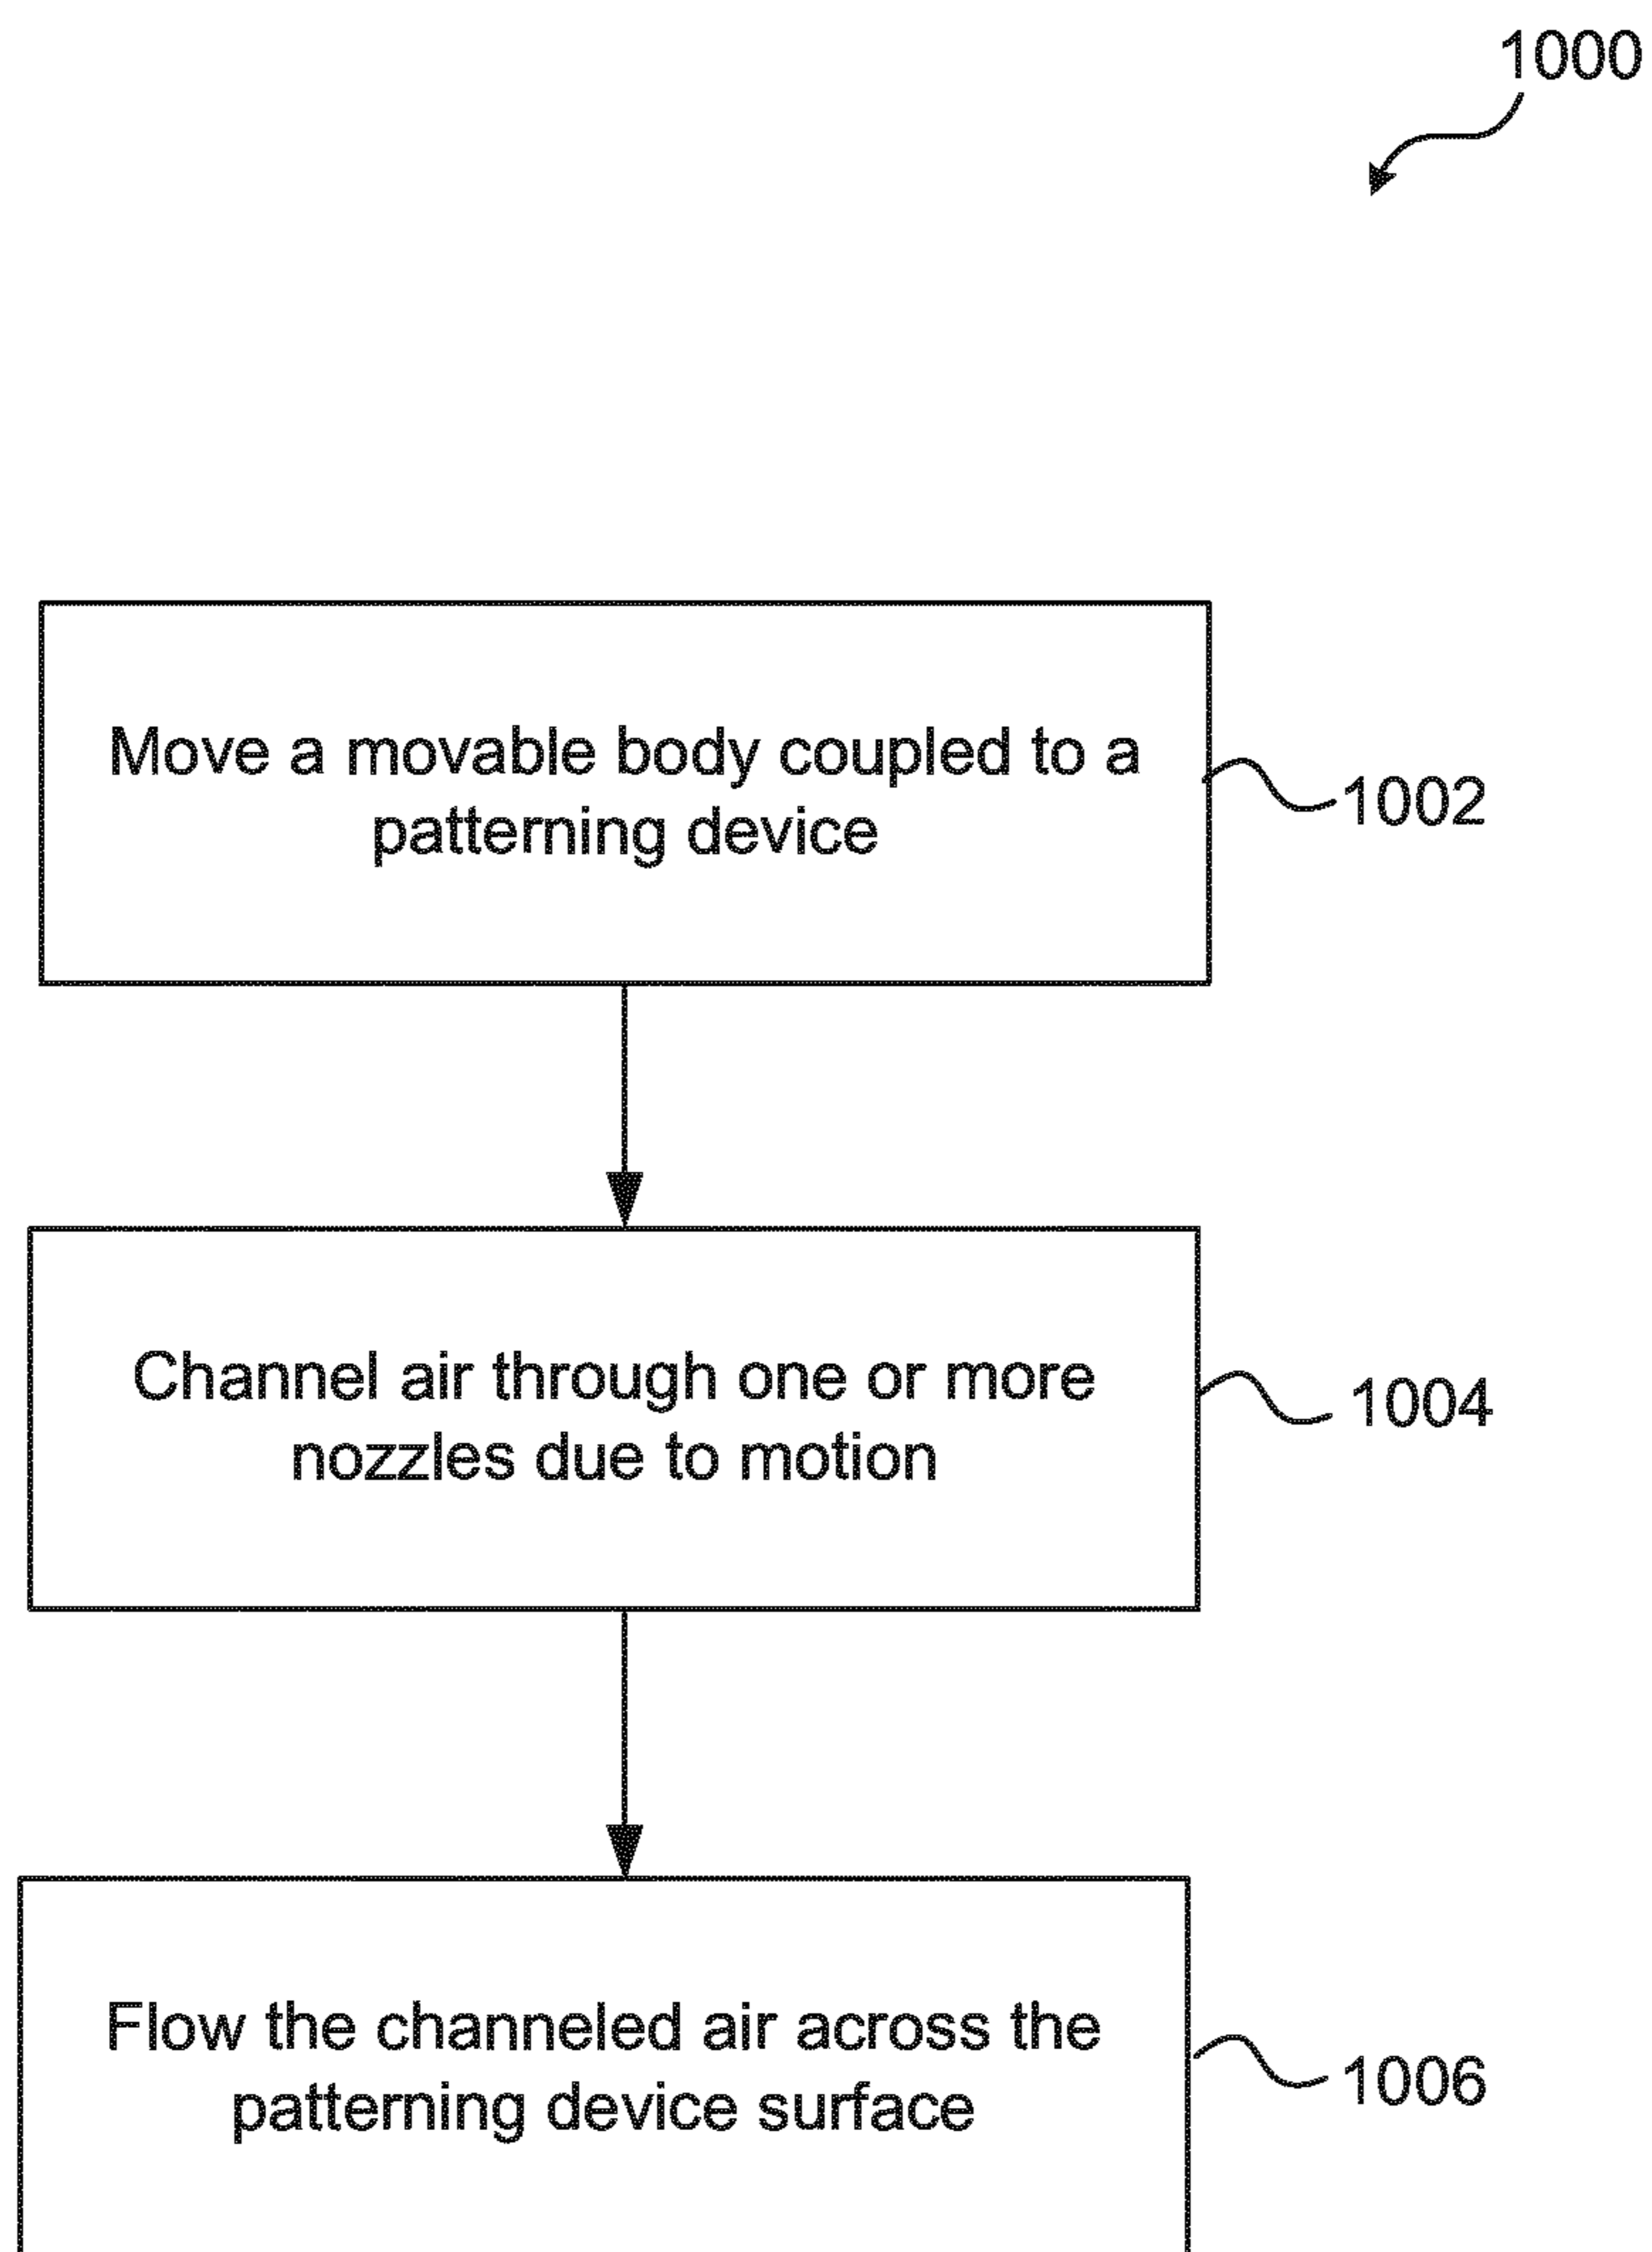 1000
Move a movable body coupled to a
patterning device
1002
Channel air through one or more
nozzles due to motion
1004
Flow the channeled air across the
patterning device surface
1006